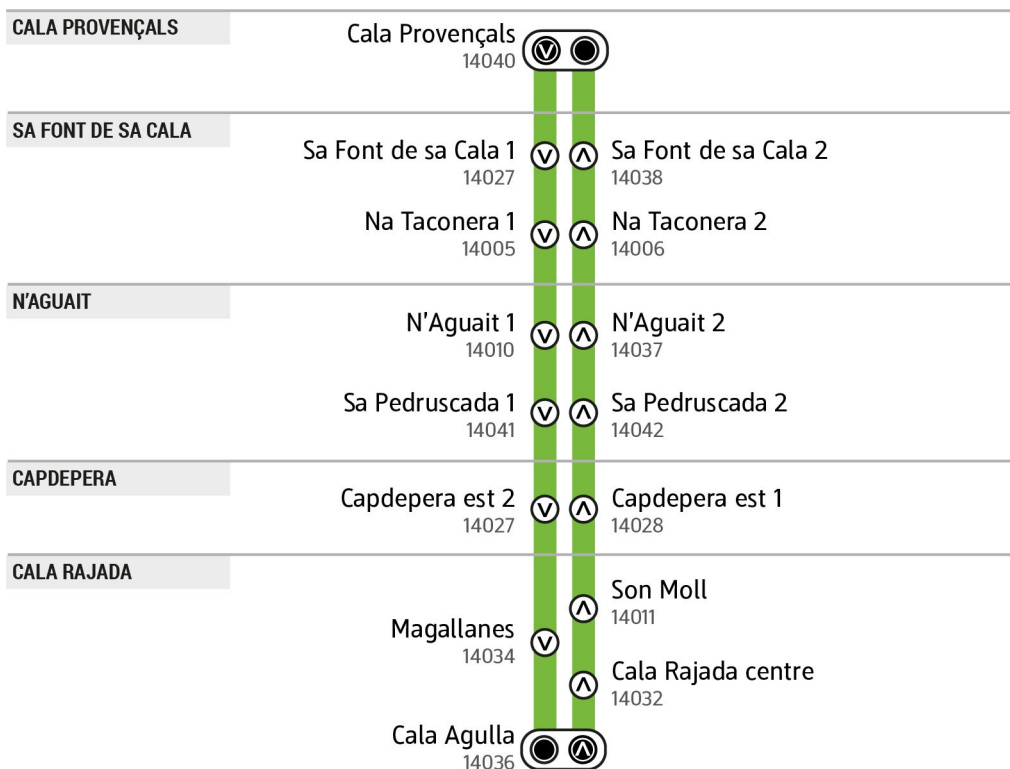 CALA PROVENÇALS
Cala Provençals
14040
SA FONT DE SA CALA
Sa Font de sa Cala 1
14027
Sa Font de sa Cala 2
14038
Na Taconera 1
14005
Na Taconera 2
14006
N'AGUAIT
N'Aguait 1
14010
N'Aguait 2
14037
Sa Pedruscada 1
14041
Sa Pedruscada 2
14042
CAPDEPERA
Capdepera est 2
14027
Capdepera est 1
14028
CALA RAJADA
Son Moll
14011
Magallanes
14034
Cala Rajada centre
14032
Cala Agulla
14036